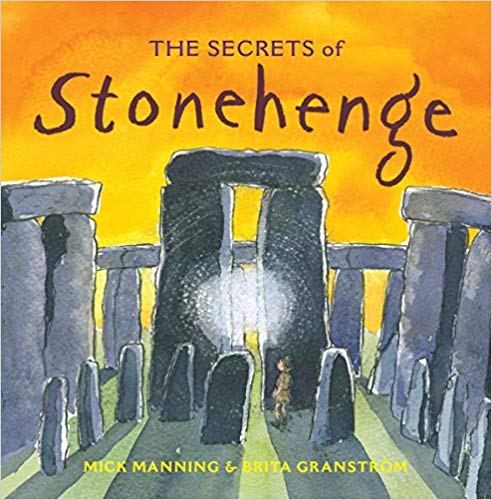 THE SECRETS of
Stonehenge
MICK MANNING & BRITA GRANSTRÖM